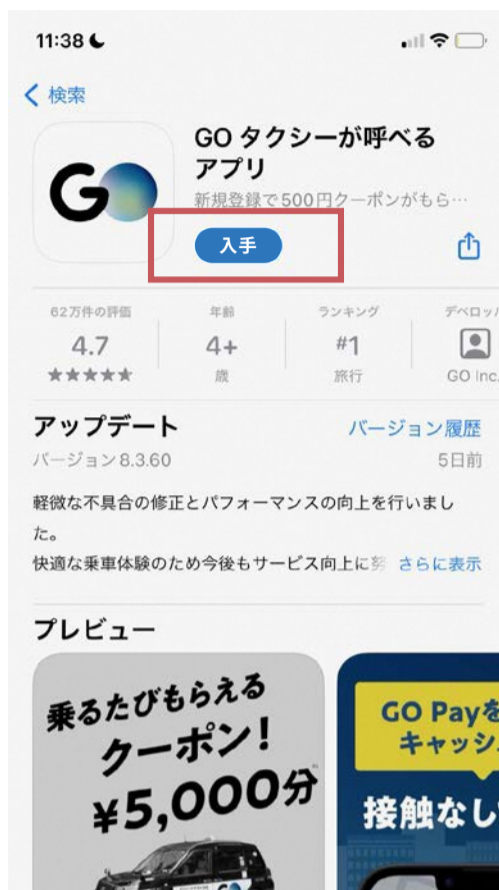 11:38
検索
GO
GO タクシーが呼べる
アプリ
新規登録で500円クーポンがもら…
入手
62万件の評価
年齢
ランキング
デベロッパ
4.7
4+
#1
★★★★★
歳
旅行
GO Inc.
アップデート
バージョン履歴
バージョン 8.3.60
5日前
軽微な不具合の修正とパフォーマンスの向上を行いまし
た。
快適な乗車体験のため今後もサービス向上に努
さらに表示
プレビュー
乗るたびもらえる
クーポン!
¥5,000分
GO Payを
キャッシ
接触なし